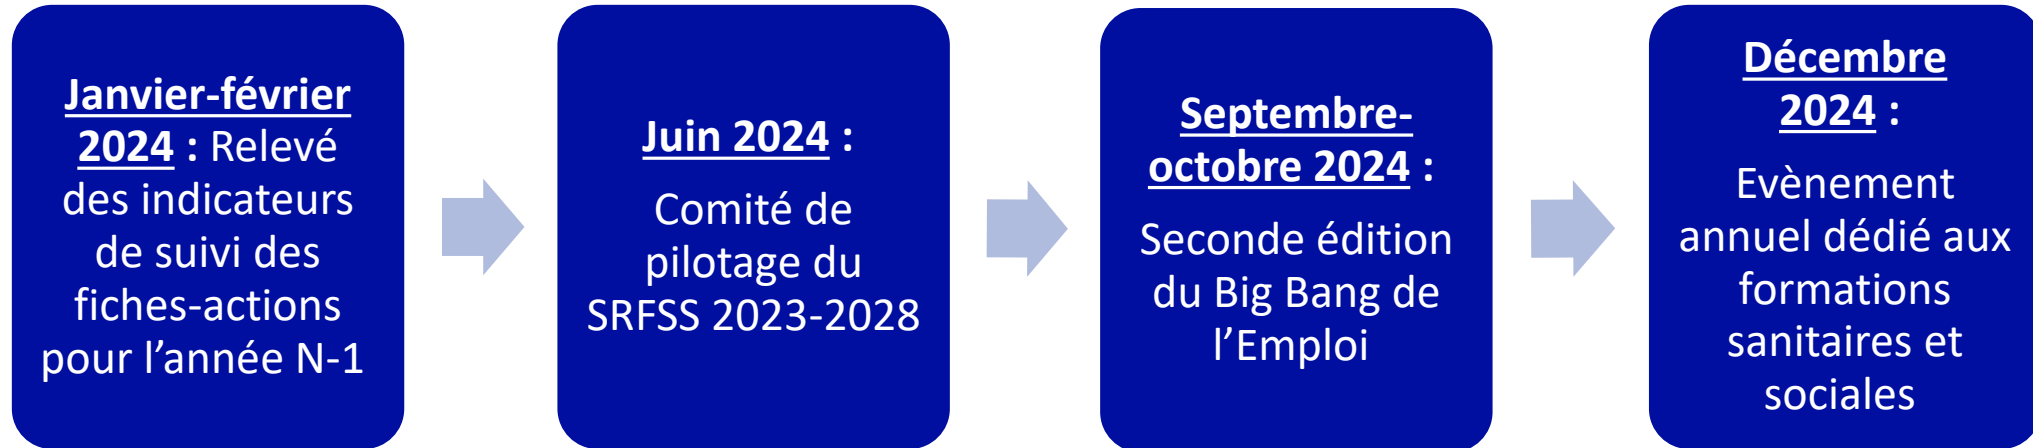 Janvier-février
2024 : Relevé
des indicateurs
de suivi des
fiches-actions
pour l’année N-1
Juin 2024 :
Comité de
pilotage du
SRFSS 2023-2028
Septembre-
octobre 2024 :
Seconde édition
du Big Bang de
l’Emploi
Décembre
2024 :
Evènement
annuel dédié aux
formations
sanitaires et
sociales